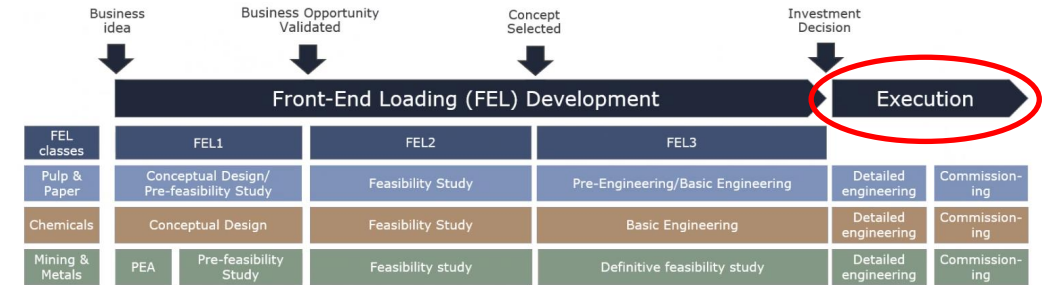 Business
idea
Business Opportunity
Validated
Concept
Selected
Investment
Decision
Front-End Loading (FEL) Development
Execution
FEL
classes
FEL1
FEL2
FEL3
Pulp &
Paper
Conceptual Design/
Pre-feasibility Study
Feasibility Study
Pre-Engineering/Basic Engineering
Detailed
engineering
Commission-
ing
Chemicals
Conceptual Design
Feasibility Study
Basic Engineering
Detailed
engineering
Commission-
ing
Mining &
Metals
PEA
Pre-feasibility
Study
Feasibility study
Definitive feasibility study
Detailed
engineering
Commission-
ing